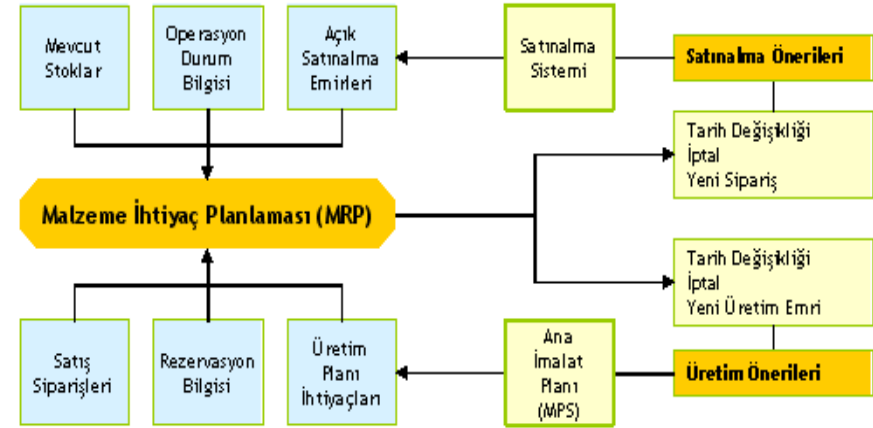 Mevcut
Stoklar
Operasyon
Durum
Bilgisi
Açık
Satınalma
Emirleri
Satınalma
Sistemi
Satınalma Önerileri
Tarih Değişikliği
İptal
Yeni Sipariş
Malzeme İhtiyaç Planlaması (MRP)
Tarih Değişikliği
İptal
Yeni Üretim Emri
Satış
Siparişleri
Rezervasyon
Bilgisi
Üretim
Planı
İhtiyaçları
Ana
İmalat
Planı
(MPS)
Üretim Önerileri